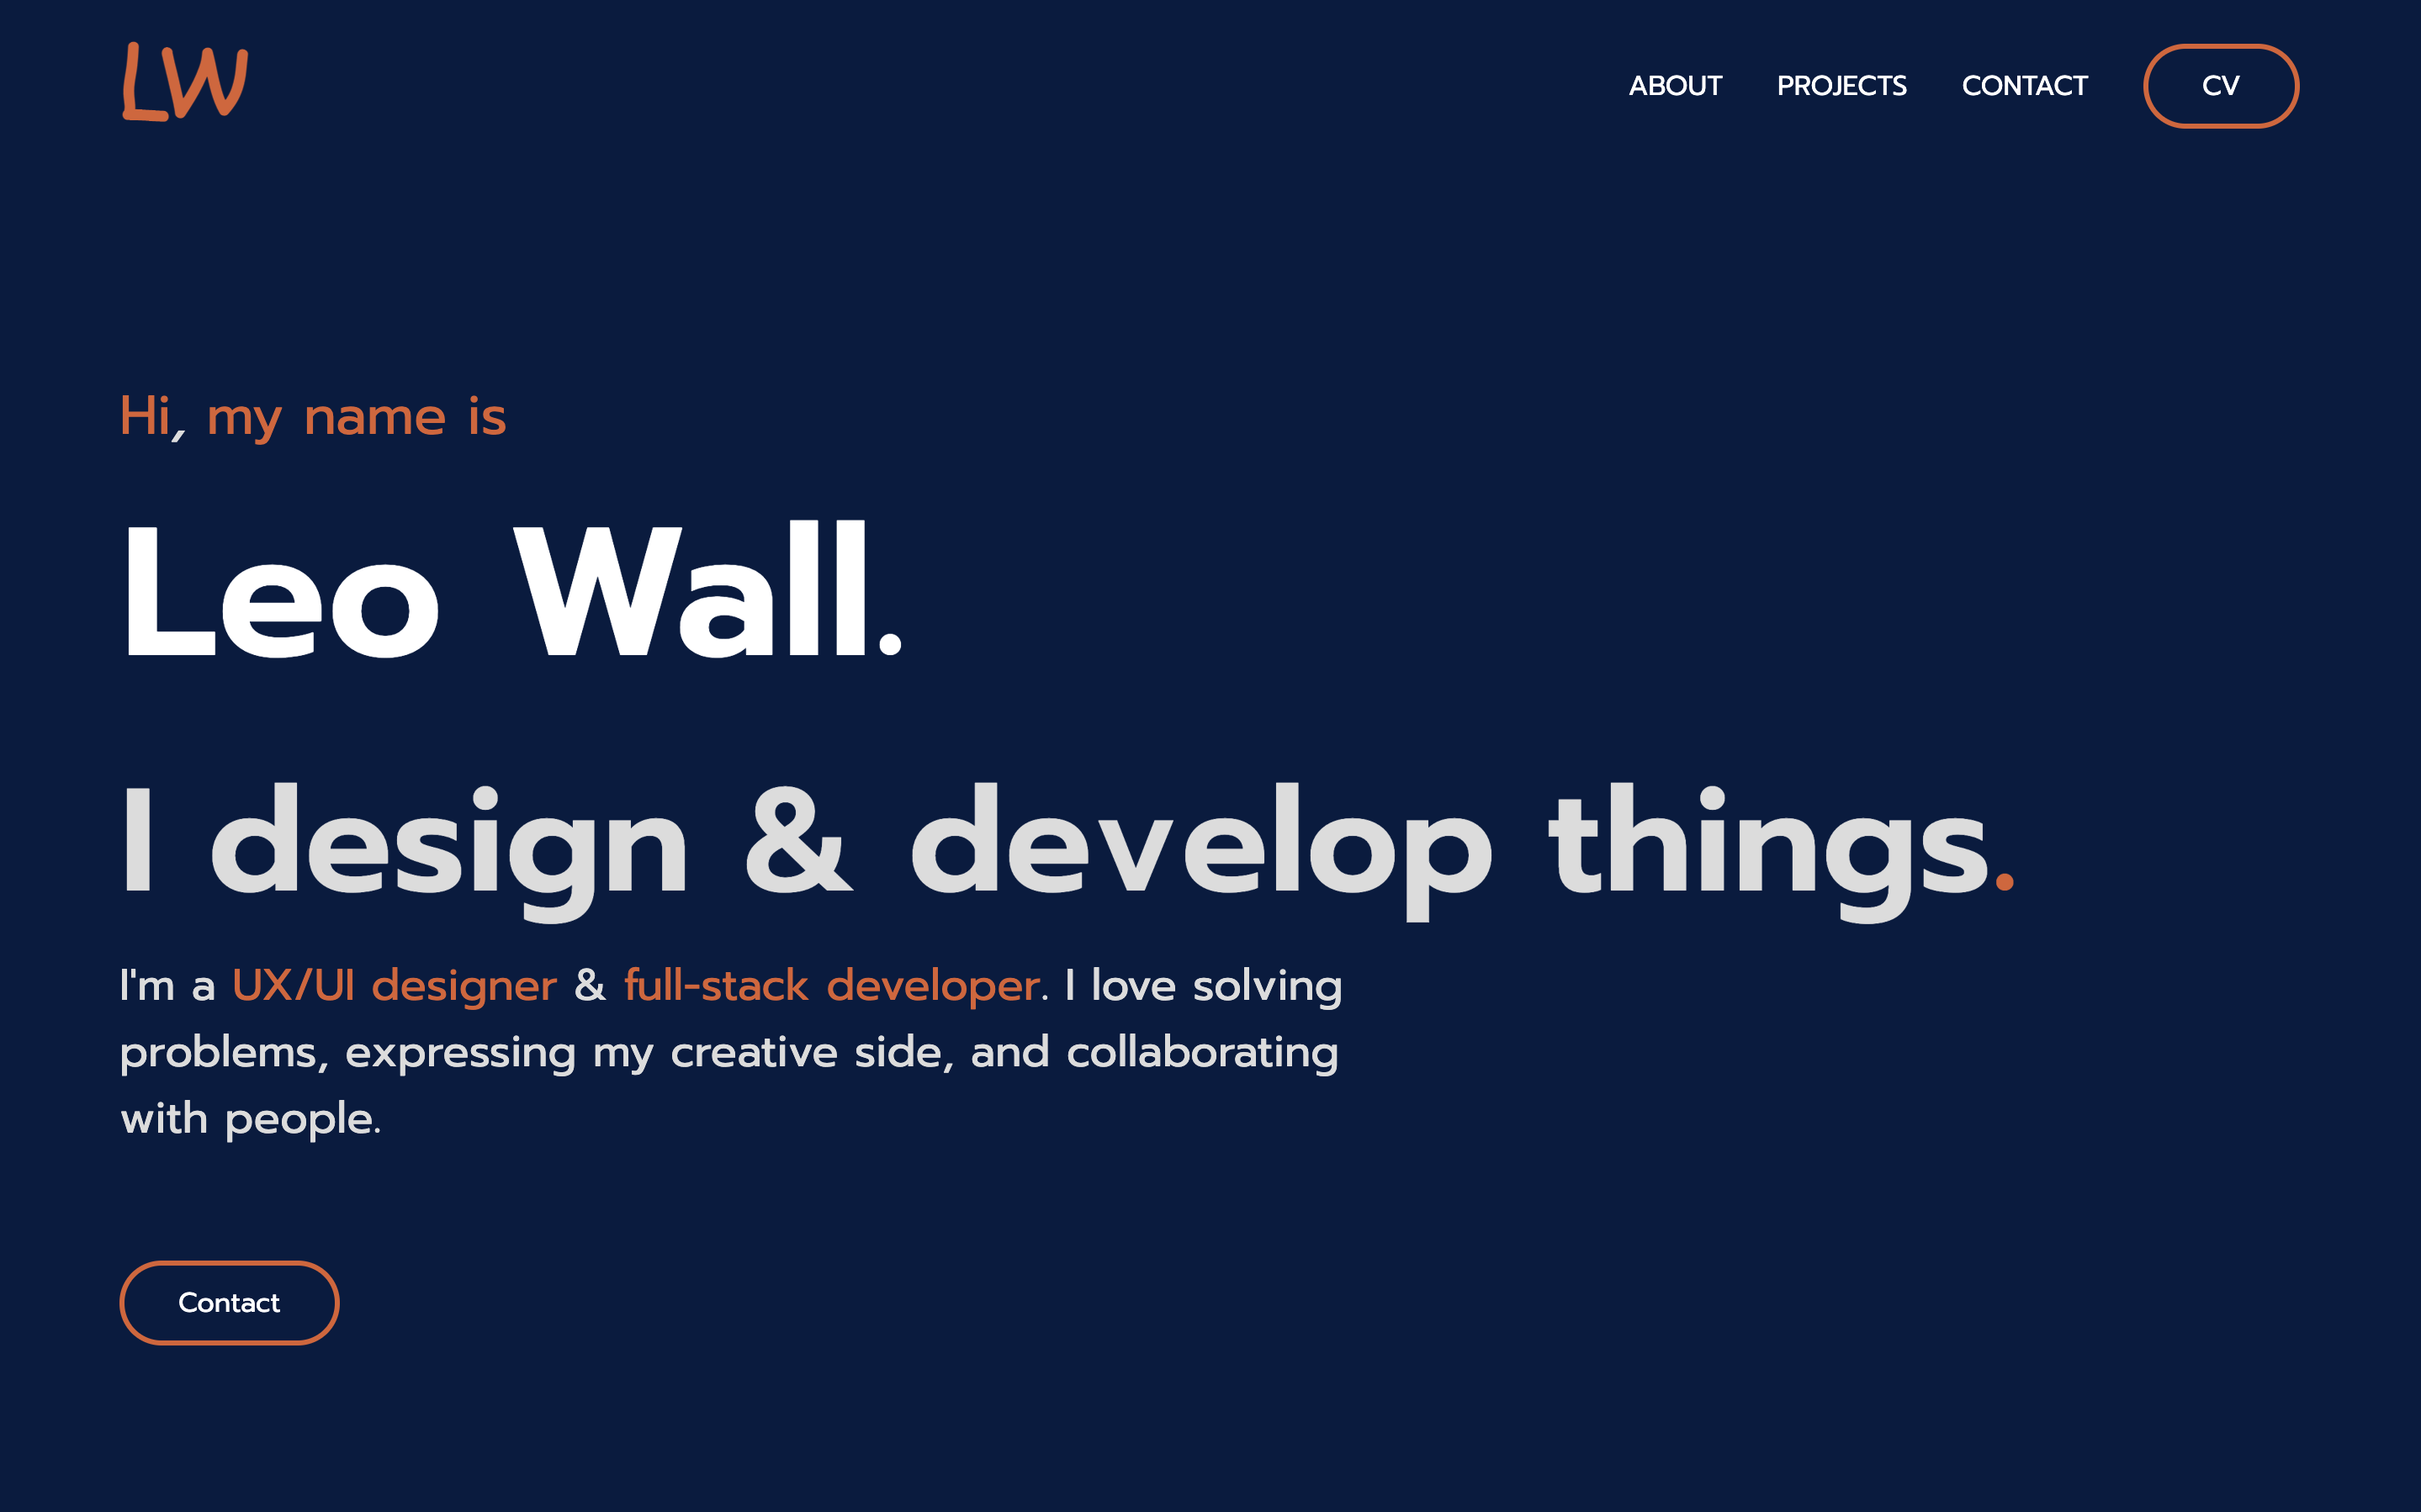 LW
ABOUT PROJECTS CONTACT CV
Hi, my name is
Leo Wall.
I design & develop things.
I'm a UX/UI designer & full-stack developer. I love solving
problems, expressing my creative side, and collaborating
with people.
Contact